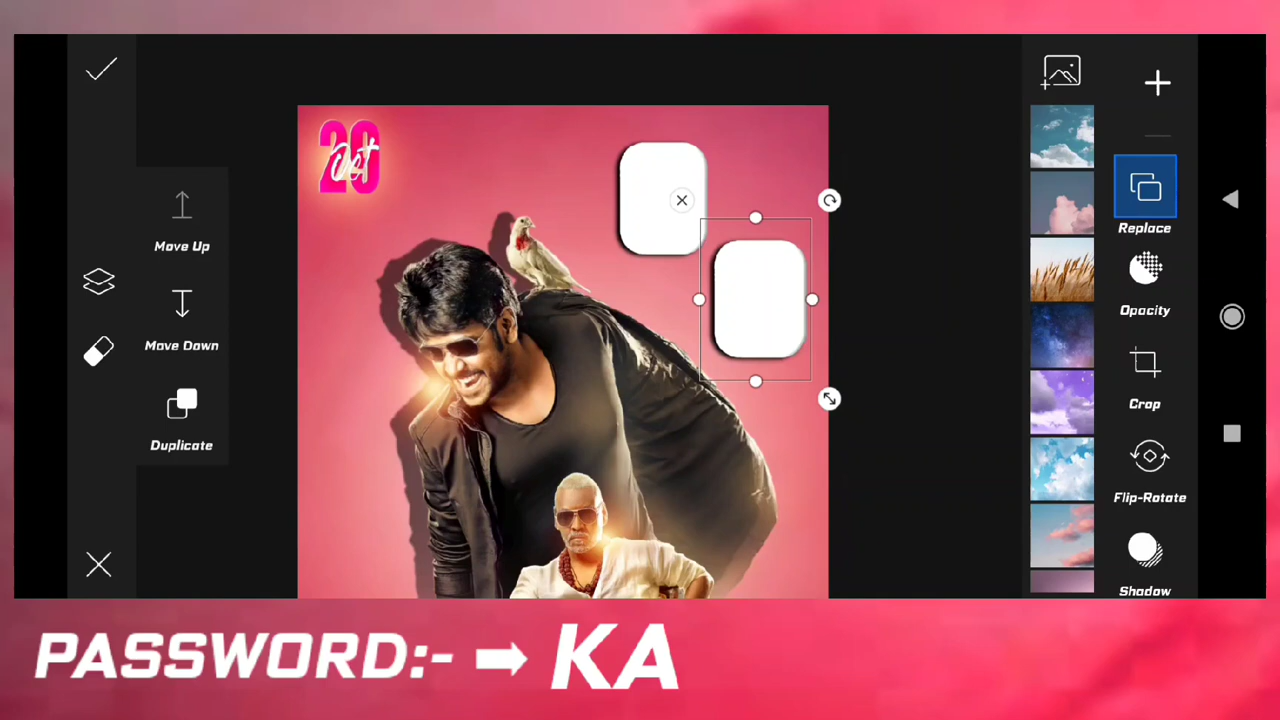 20
Oct
Move Up
Move Down
Duplicate
Replace
Opacity
Crop
Flip-Rotate
Shadow
PASSWORD:- ➡ KA